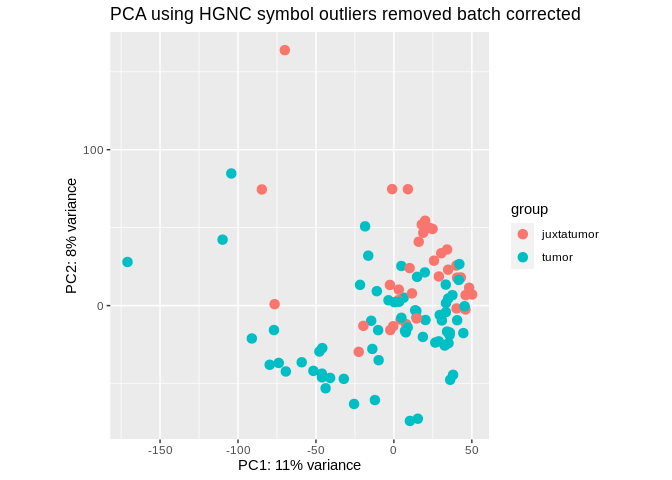 PCA using HGNC symbol outliers removed batch corrected
100
0
PC2: 8% variance
-150
-100
-50
0
50
PC1: 11% variance
group
juxtatumor
tumor